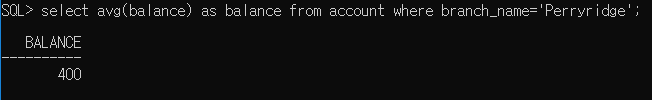 SQL> select avg(balance) as balance from account where branch_name='Perryridge';
BALANCE
----------
400